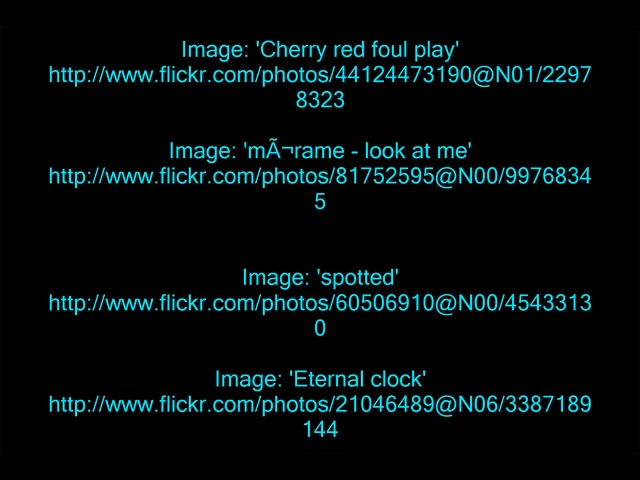 Image: 'Cherry red foul play'
http://www.flickr.com/photos/44124473190@N01/2297
8323
Image: 'mÃ¬rame - look at me'
http://www.flickr.com/photos/81752595@N00/9976834
5
Image: 'spotted'
http://www.flickr.com/photos/60506910@N00/4543313
0
Image: 'Eternal clock'
http://www.flickr.com/photos/21046489@N06/3387189
144